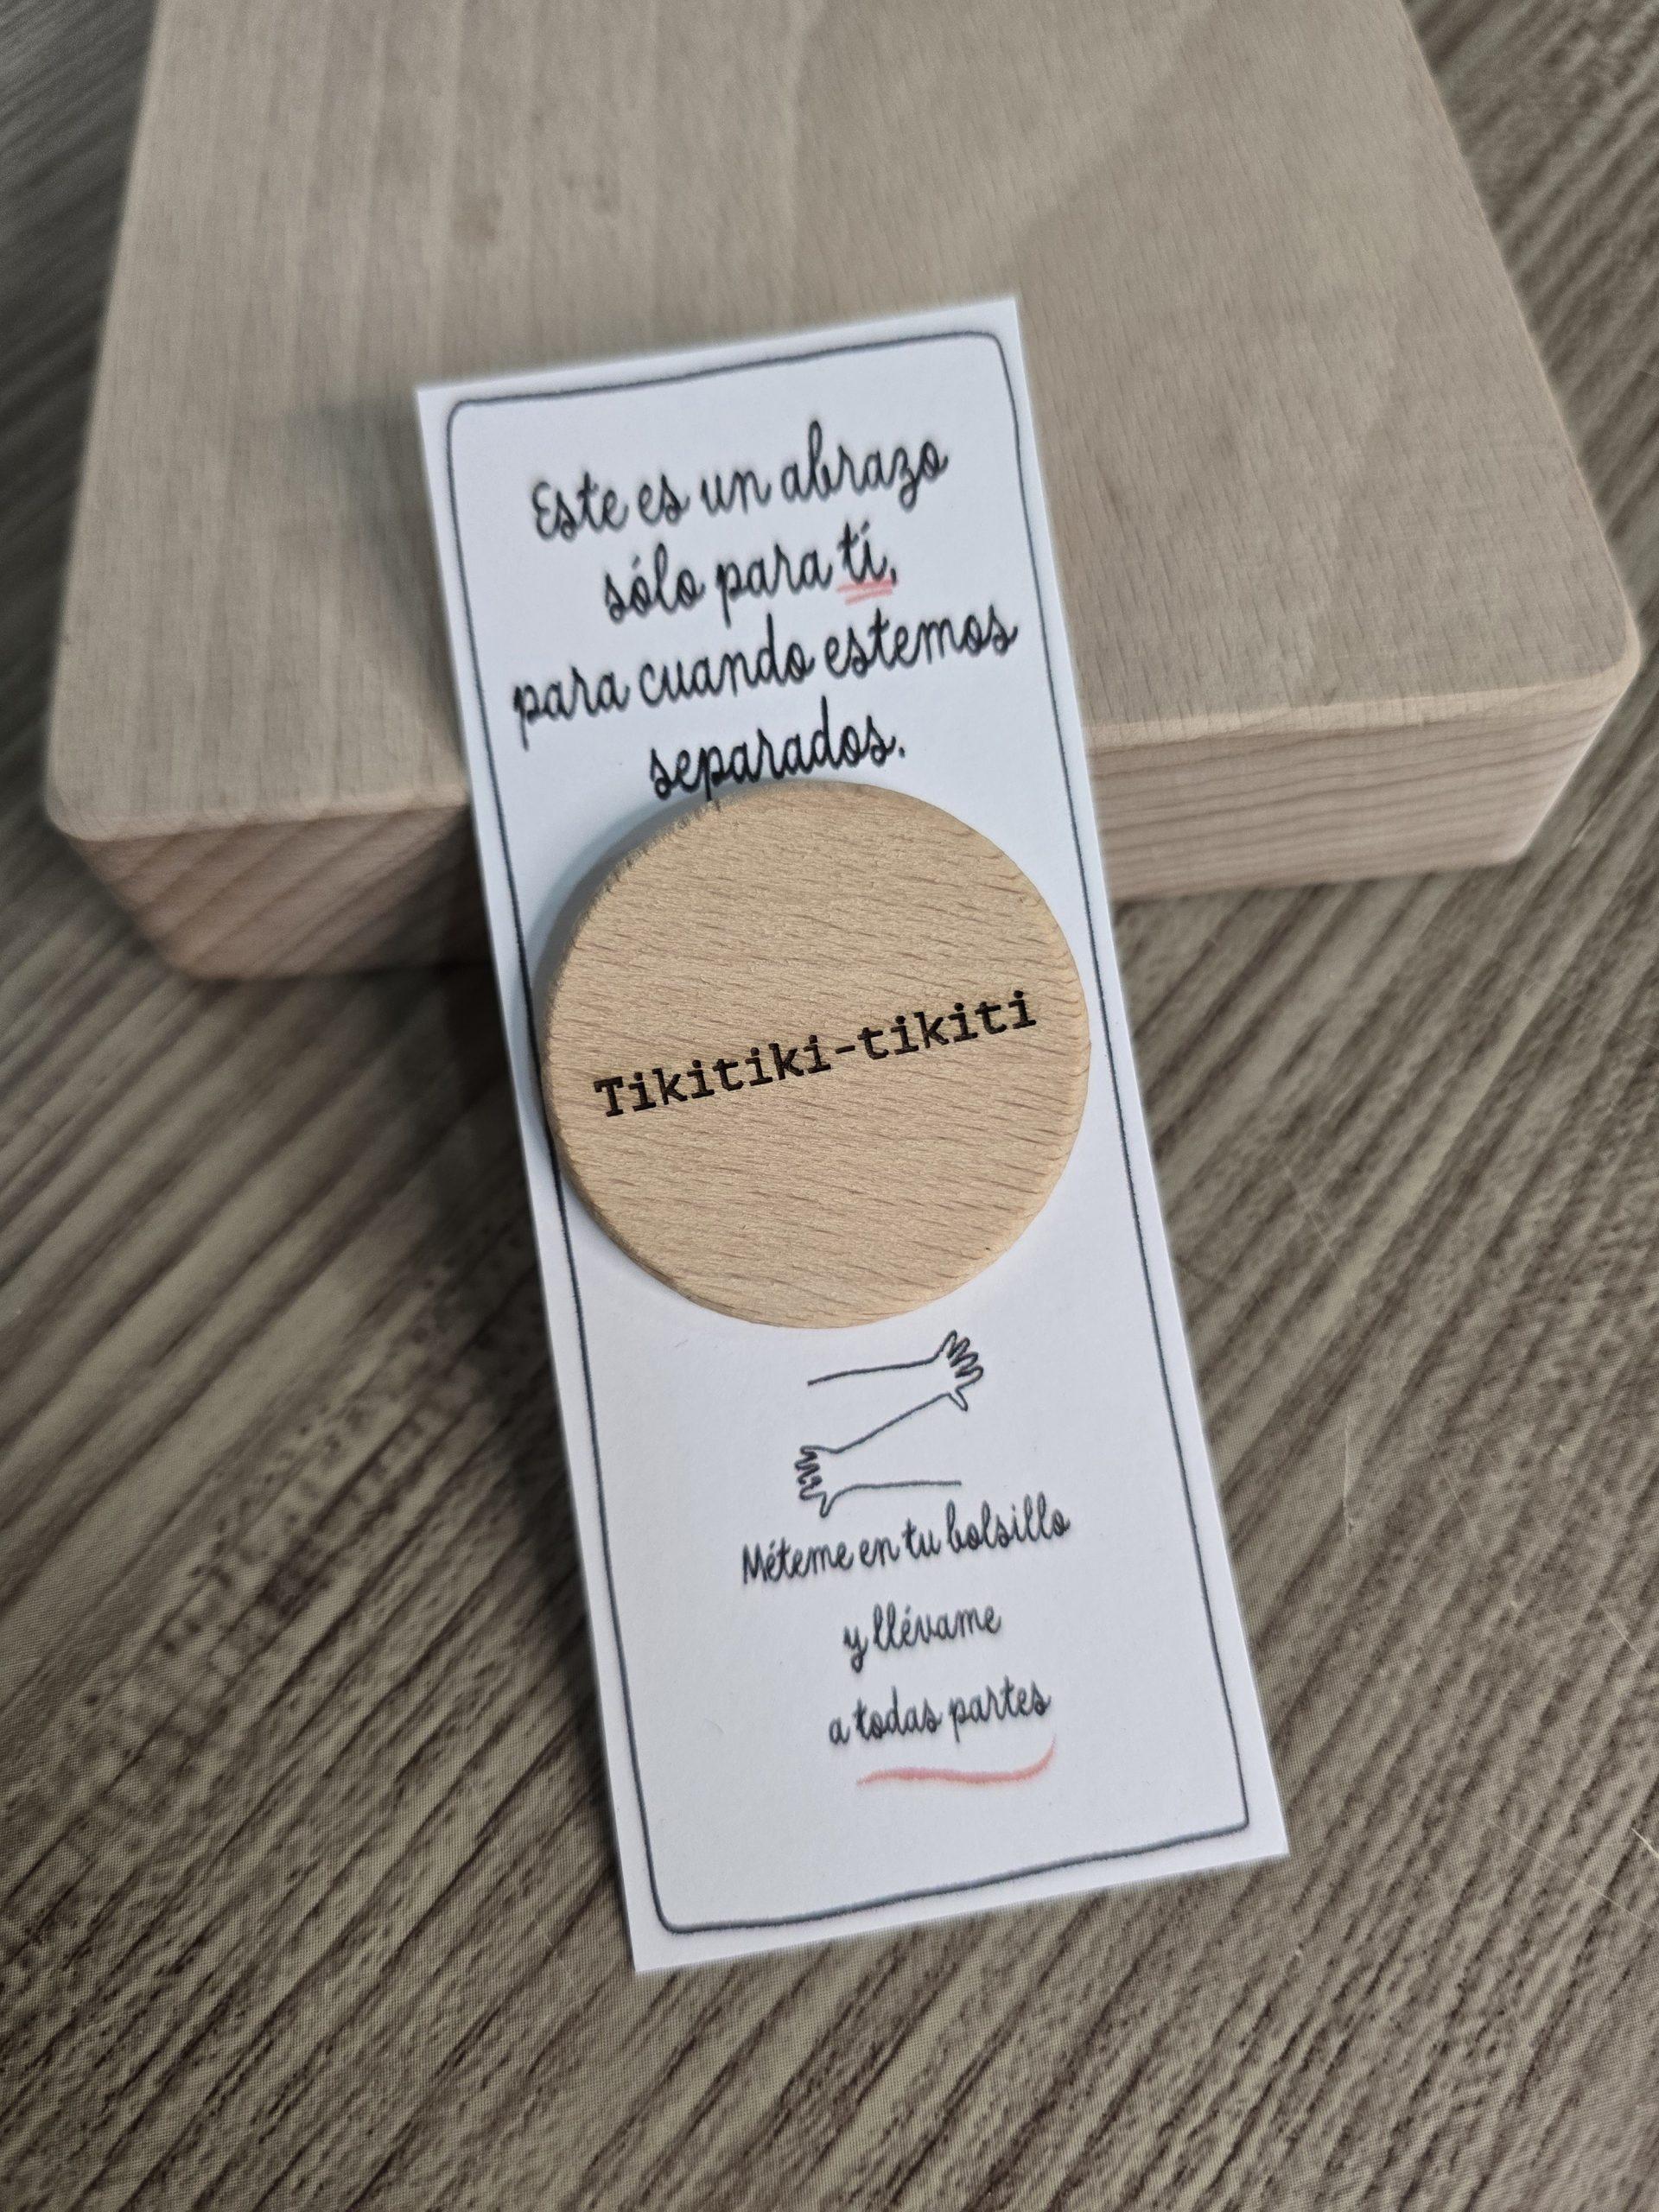 Este es un abrazo
sólo para tí,
para cuando estemos
separados.
Tikitiki-tikiti
Méteme en tu bolsillo
y llévame
a todas partes